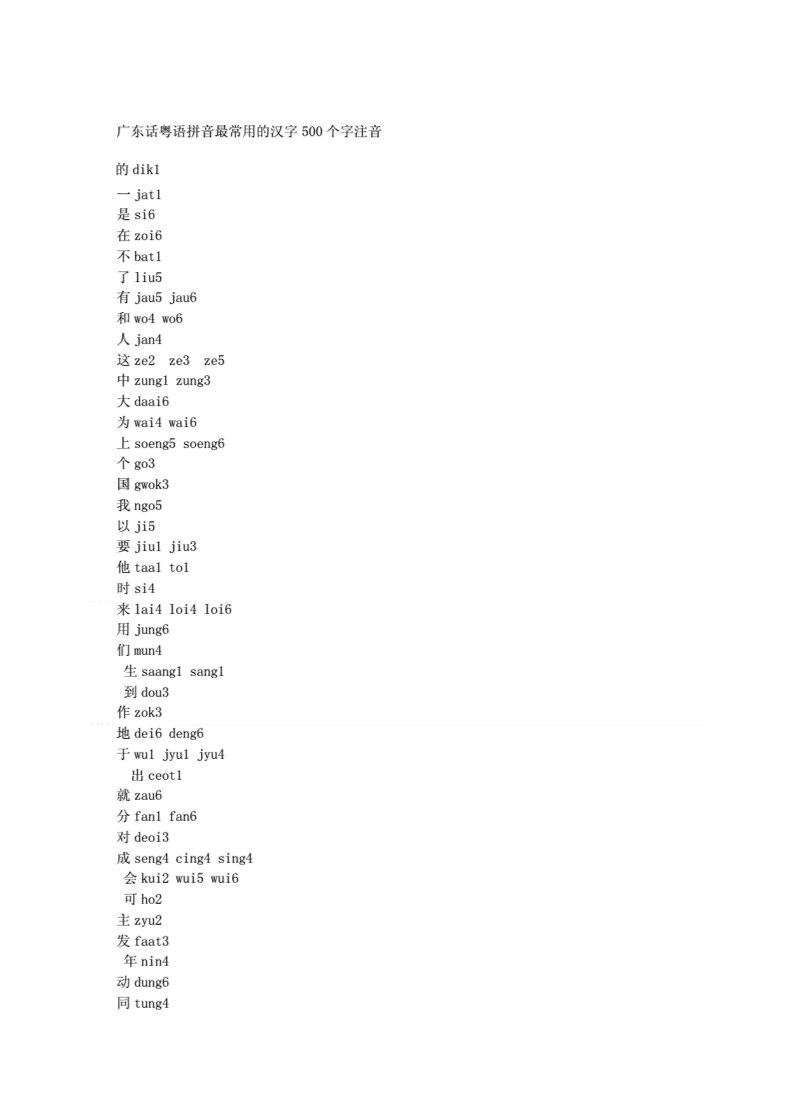 广东话粤语拼音最常用的汉字 500 个字注音
的 dik1
一 jat1
是 si6
在 zoi6
不 bat1
了 liu5
有 jau5 jau6
和 wo4 wo6
人 jan4
这 ze2 ze3 ze5
中 zung1 zung3
大 daai6
为 wai4 wai6
上 soeng5 soeng6
个 go3
国 gwok3
我 ngo5
以 ji5
要 jiu1 jiu3
他 taa1 to1
时 si4
来 lai4 loi4 loi6
用 jung6
们 mun4
生 saang1 sang1
到 dou3
作 zok3
地 dei6 deng6
于 wu1 jyu1 jyu4
出 ceot1
就 zau6
分 fan1 fan6
对 deoi3
成 seng4 cing4 sing4
会 kui2 wui5 wui6
可 ho2
主 zyu2
发 faat3
年 nin4
动 dung6
同 tung4